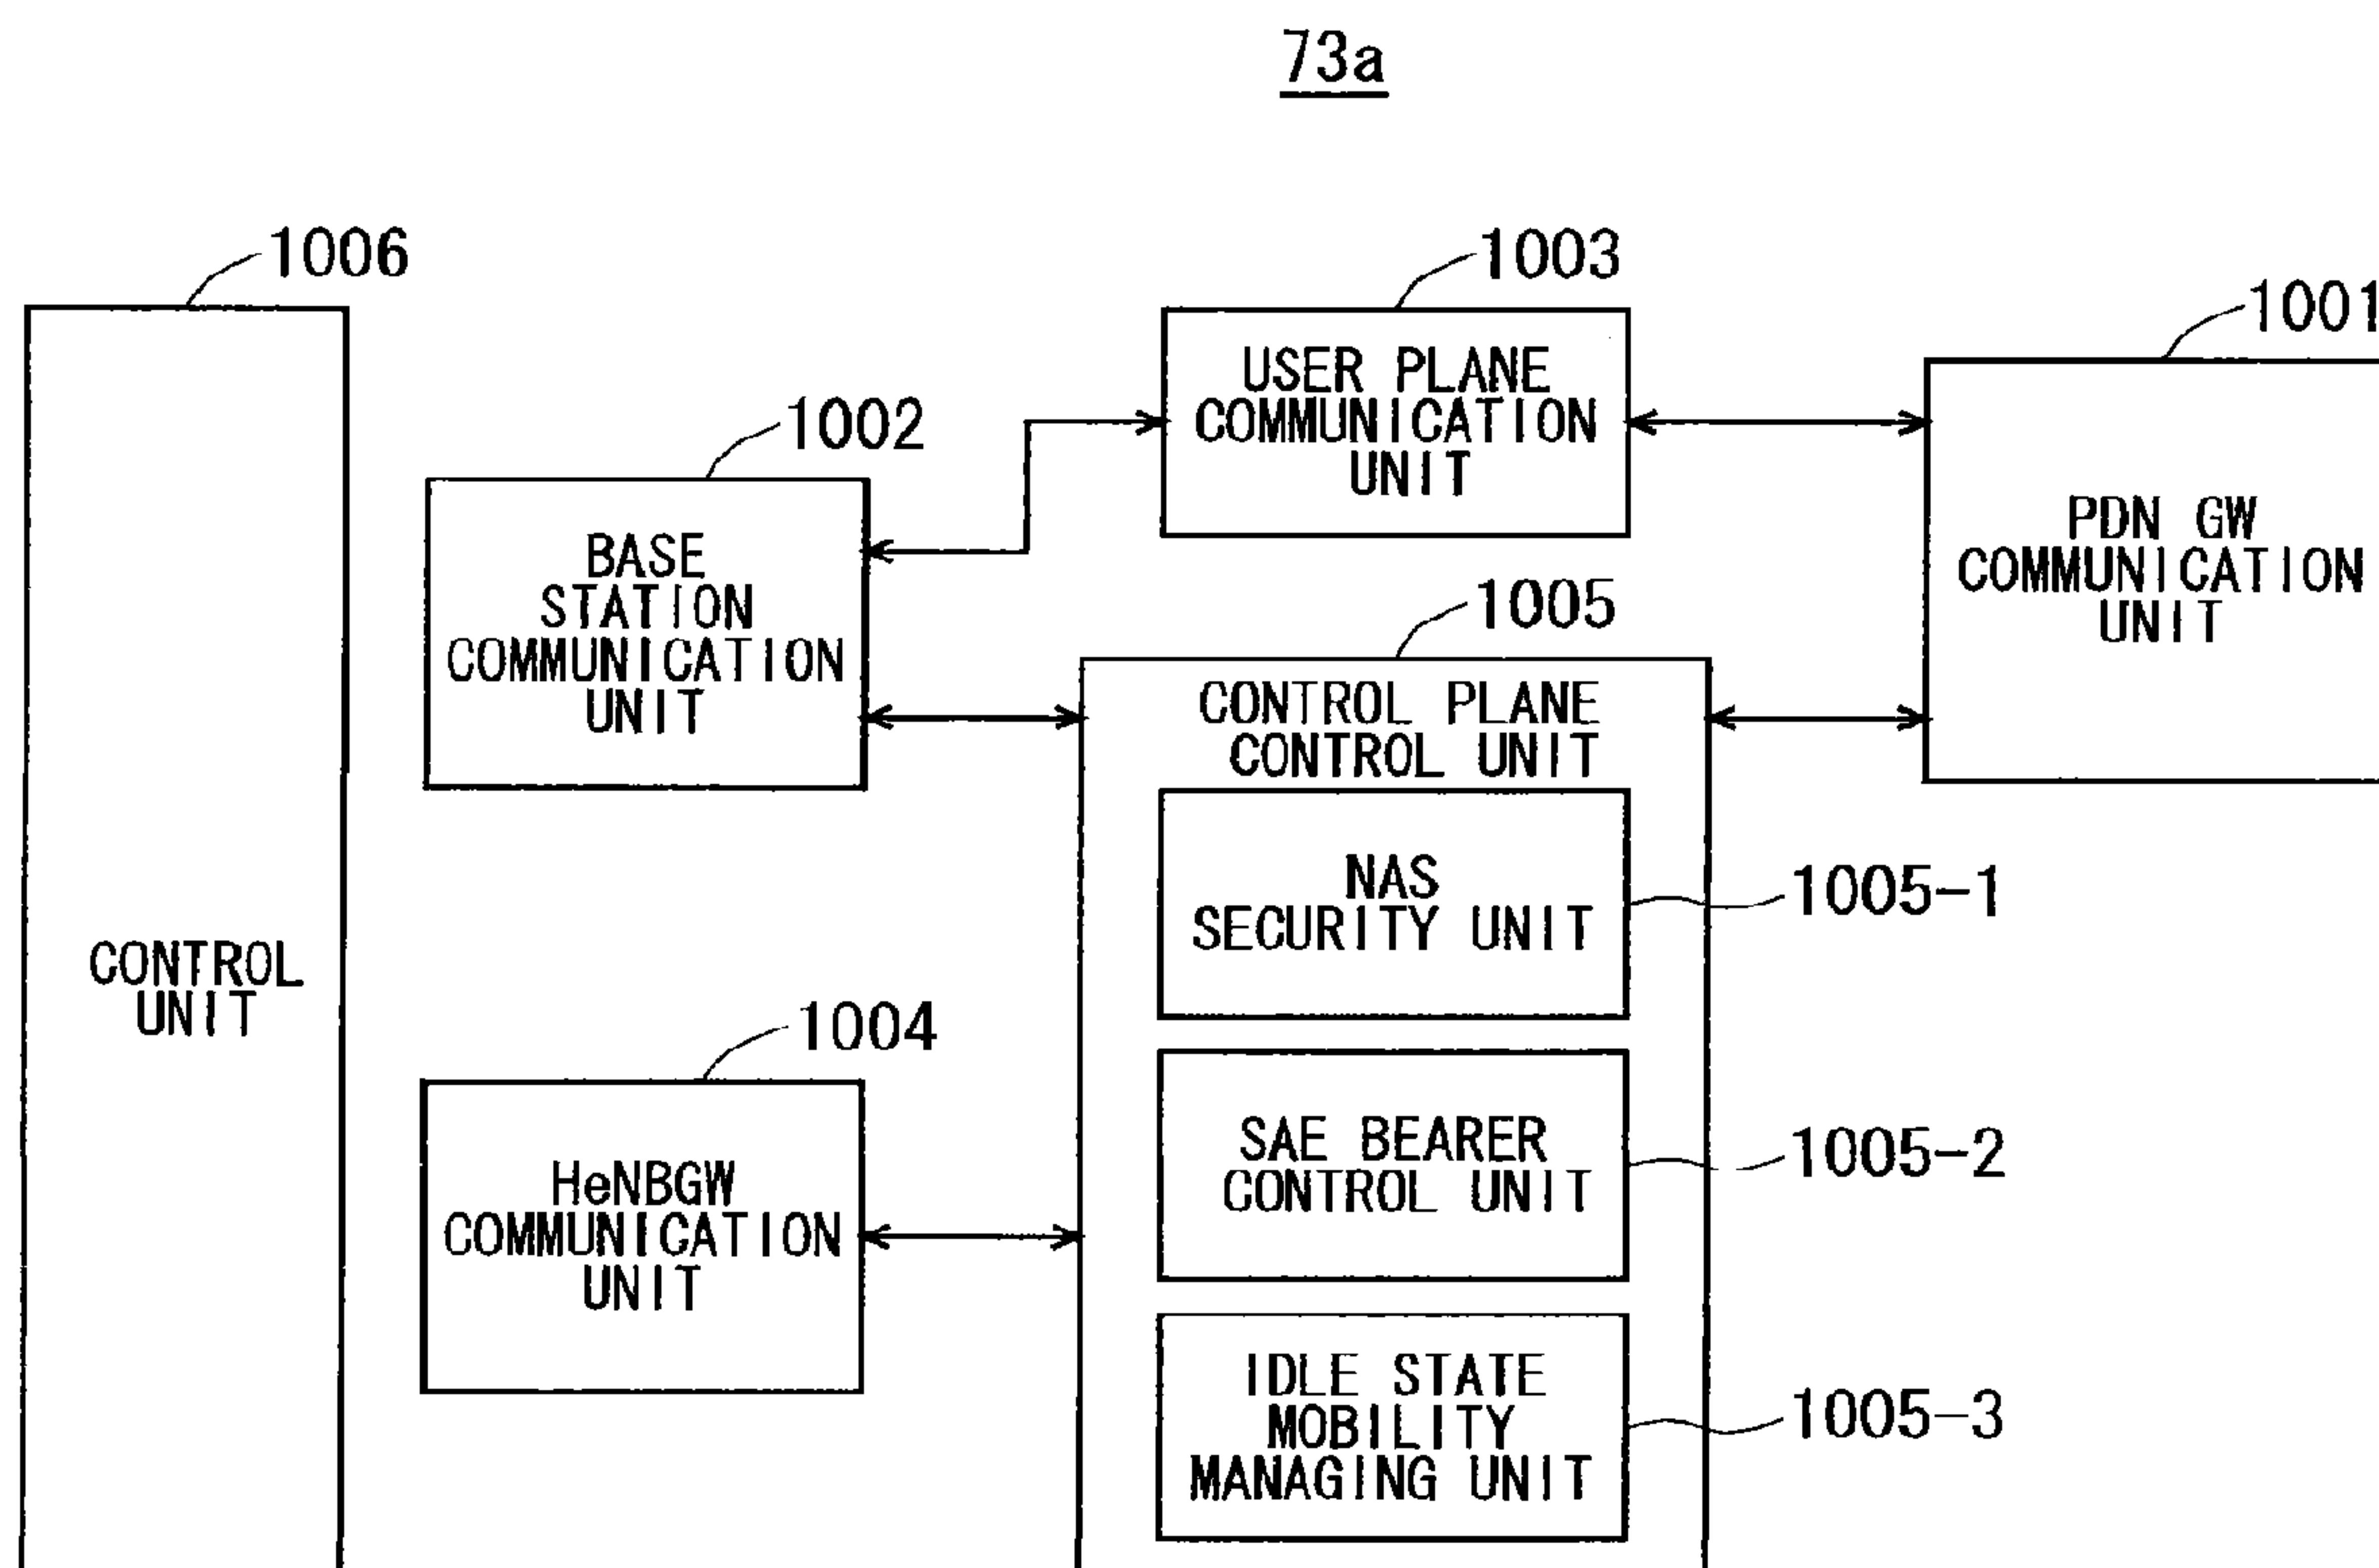 73a
1006
1003
1001
USER PLANE
COMMUNICATION
UNIT
1002
PDN GW
COMMUNICATION
UNIT
BASE
STATION
COMMUNICATION
UNIT
1005
CONTROL PLANE
CONTROL UNIT
NAS
SECURITY UNIT
1005-1
CONTROL
UNIT
1004
SAE BEARER
CONTROL UNIT
1005-2
HeNBGW
COMMUNICATION
UNIT
IDLE STATE
MOBILITY
MANAGING UNIT
1005-3